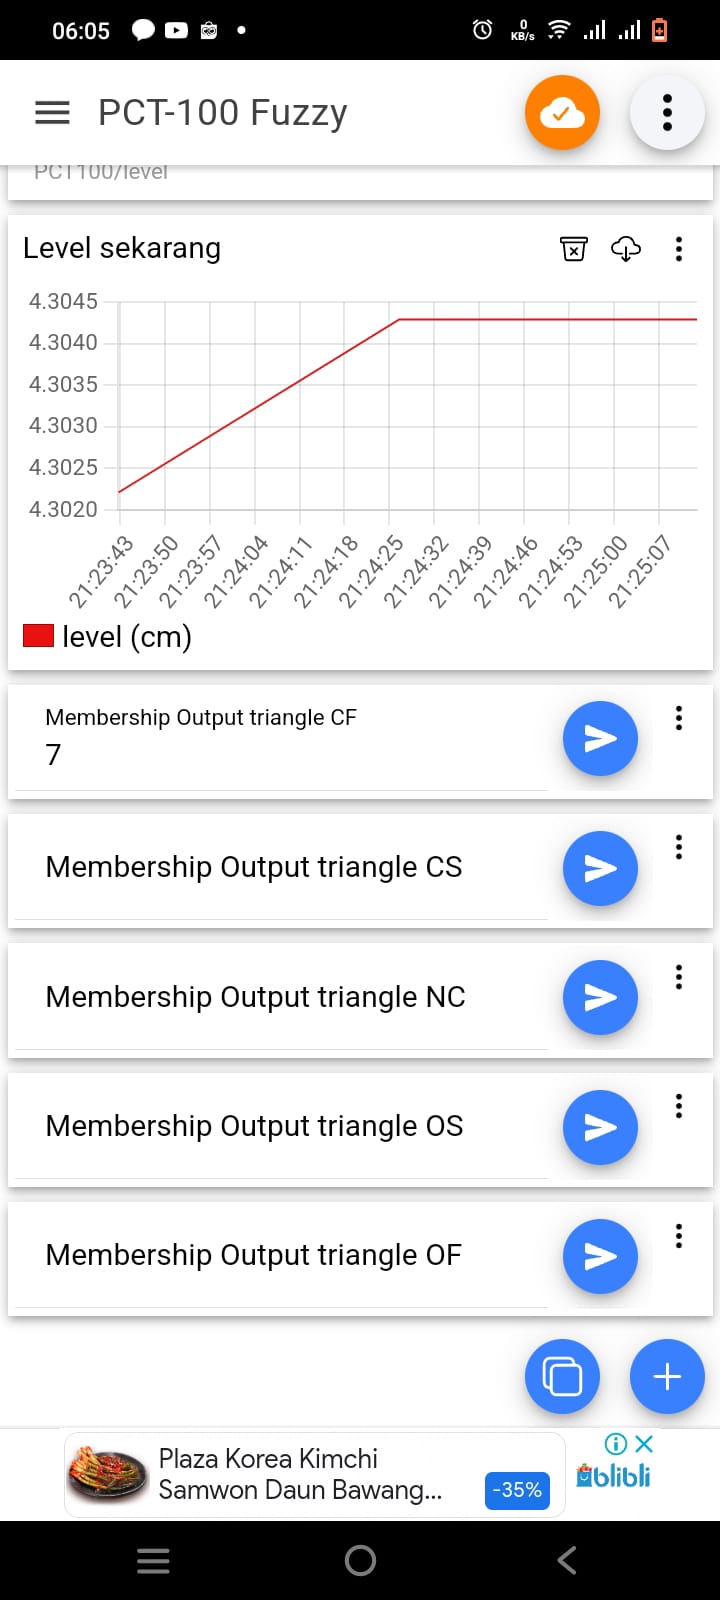 06:05
0
KB/s
PCT-100 Fuzzy
PCT100/level
Level sekarang
4.3045
4.3040
4.3035
4.3030
4.3025
4.3020
21:23:43
21:23:50
21:23:57
21:24:04
21:24:11
21:24:18
21:24:25
21:24:32
21:24:39
21:24:46
21:24:53
21:25:00
21:25:07
level (cm)
Membership Output triangle CF
7
Membership Output triangle CS
Membership Output triangle NC
Membership Output triangle OS
Membership Output triangle OF
Plaza Korea Kimchi
Samwon Daun Bawang...
-35%
blibli